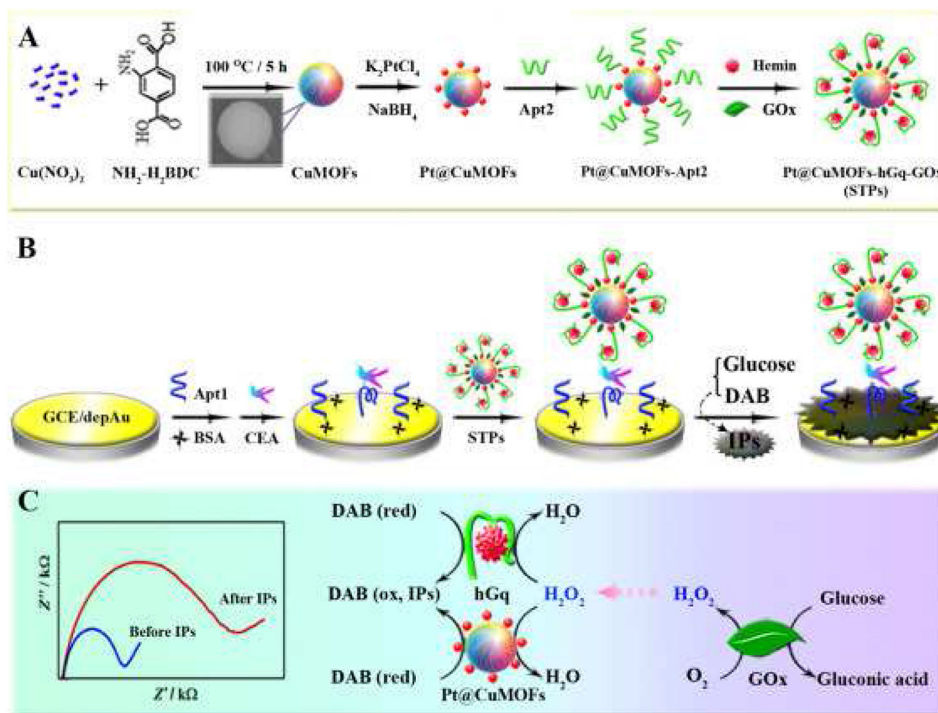 A
Cu(NO3)2
+
NH2
OH
O
O
HO
NH2-H2BDC
100 °C / 5 h
CuMOFs
K2PtCl4
NaBH4
Pt@CuMOFs
Apt2
Pt@CuMOFs-Apt2
Hemin
GOx
Pt@CuMOFs-hGq-GOx
(STPs)
B
GCE/depAu
Apt1
BSA
CEA
STPs
Glucose
DAB
IPs
C
Z'' / kΩ
After IPs
Before IPs
Z' / kΩ
DAB (red)
H2O
DAB (ox, IPs)
hGq
H2O2
H2O2
Glucose
DAB (red)
Pt@CuMOFs
H2O
O2
GOx
Gluconic acid